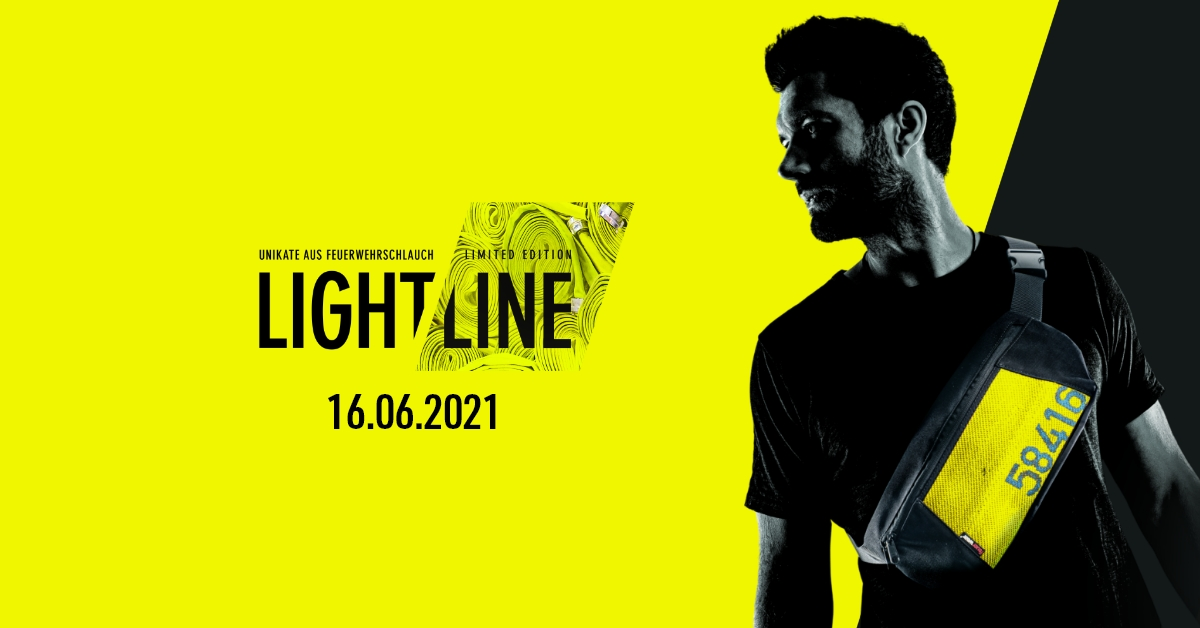 UNIKATE AUS FEUERWEHRSCHLAUCH LIMITED EDITION
LIGHTLINE
16.06.2021
58416